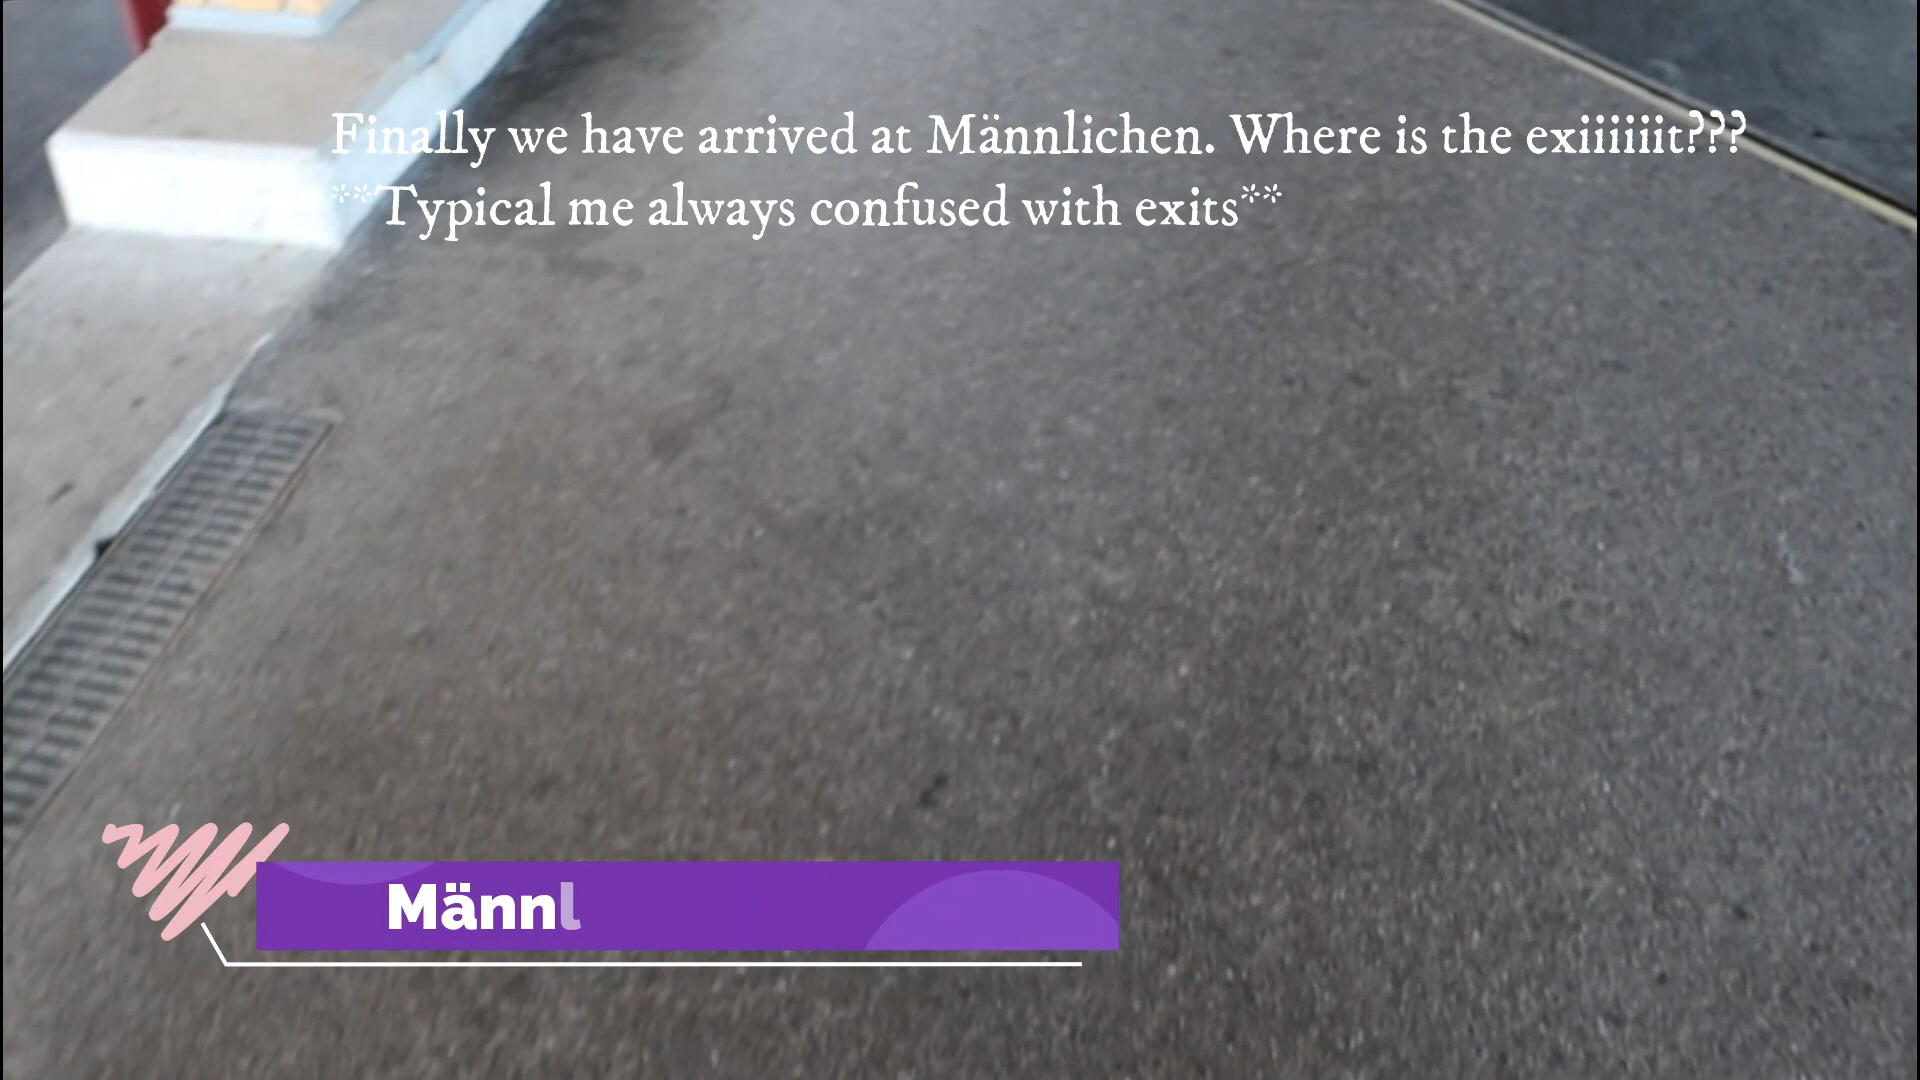 Finally we have arrived at Männlichen. Where is the exiiiiiit???
**Typical me always confused with exits**
Männl